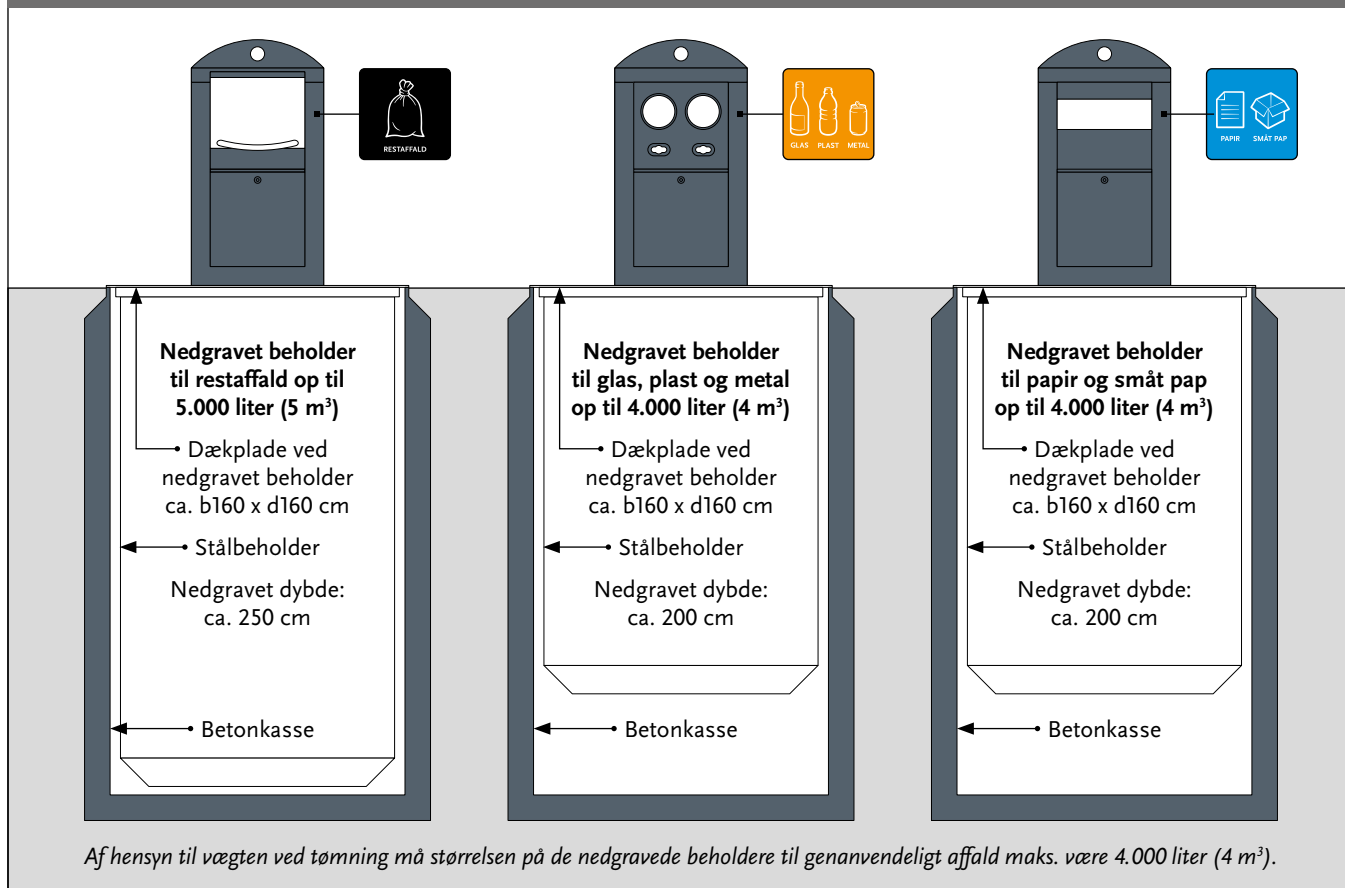 RESTAFFALD
GLAS PLAST METAL
PAPIR SMÅT PAP
Nedgravet beholder
til restaffald op til
5.000 liter (5 m³)
Dækplade ved
nedgravet beholder
ca. b160 x d160 cm
Stålbeholder
Nedgravet dybde:
ca. 250 cm
Betonkasse
Nedgravet beholder
til glas, plast og metal
op til 4.000 liter (4 m³)
Dækplade ved
nedgravet beholder
ca. b160 x d160 cm
Stålbeholder
Nedgravet dybde:
ca. 200 cm
Betonkasse
Nedgravet beholder
til papir og småt pap
op til 4.000 liter (4 m³)
Dækplade ved
nedgravet beholder
ca. b160 x d160 cm
Stålbeholder
Nedgravet dybde:
ca. 200 cm
Betonkasse
Af hensyn til vægten ved tømning må størrelsen på de nedgravede beholdere til genanvendeligt affald maks. være 4.000 liter (4 m³).